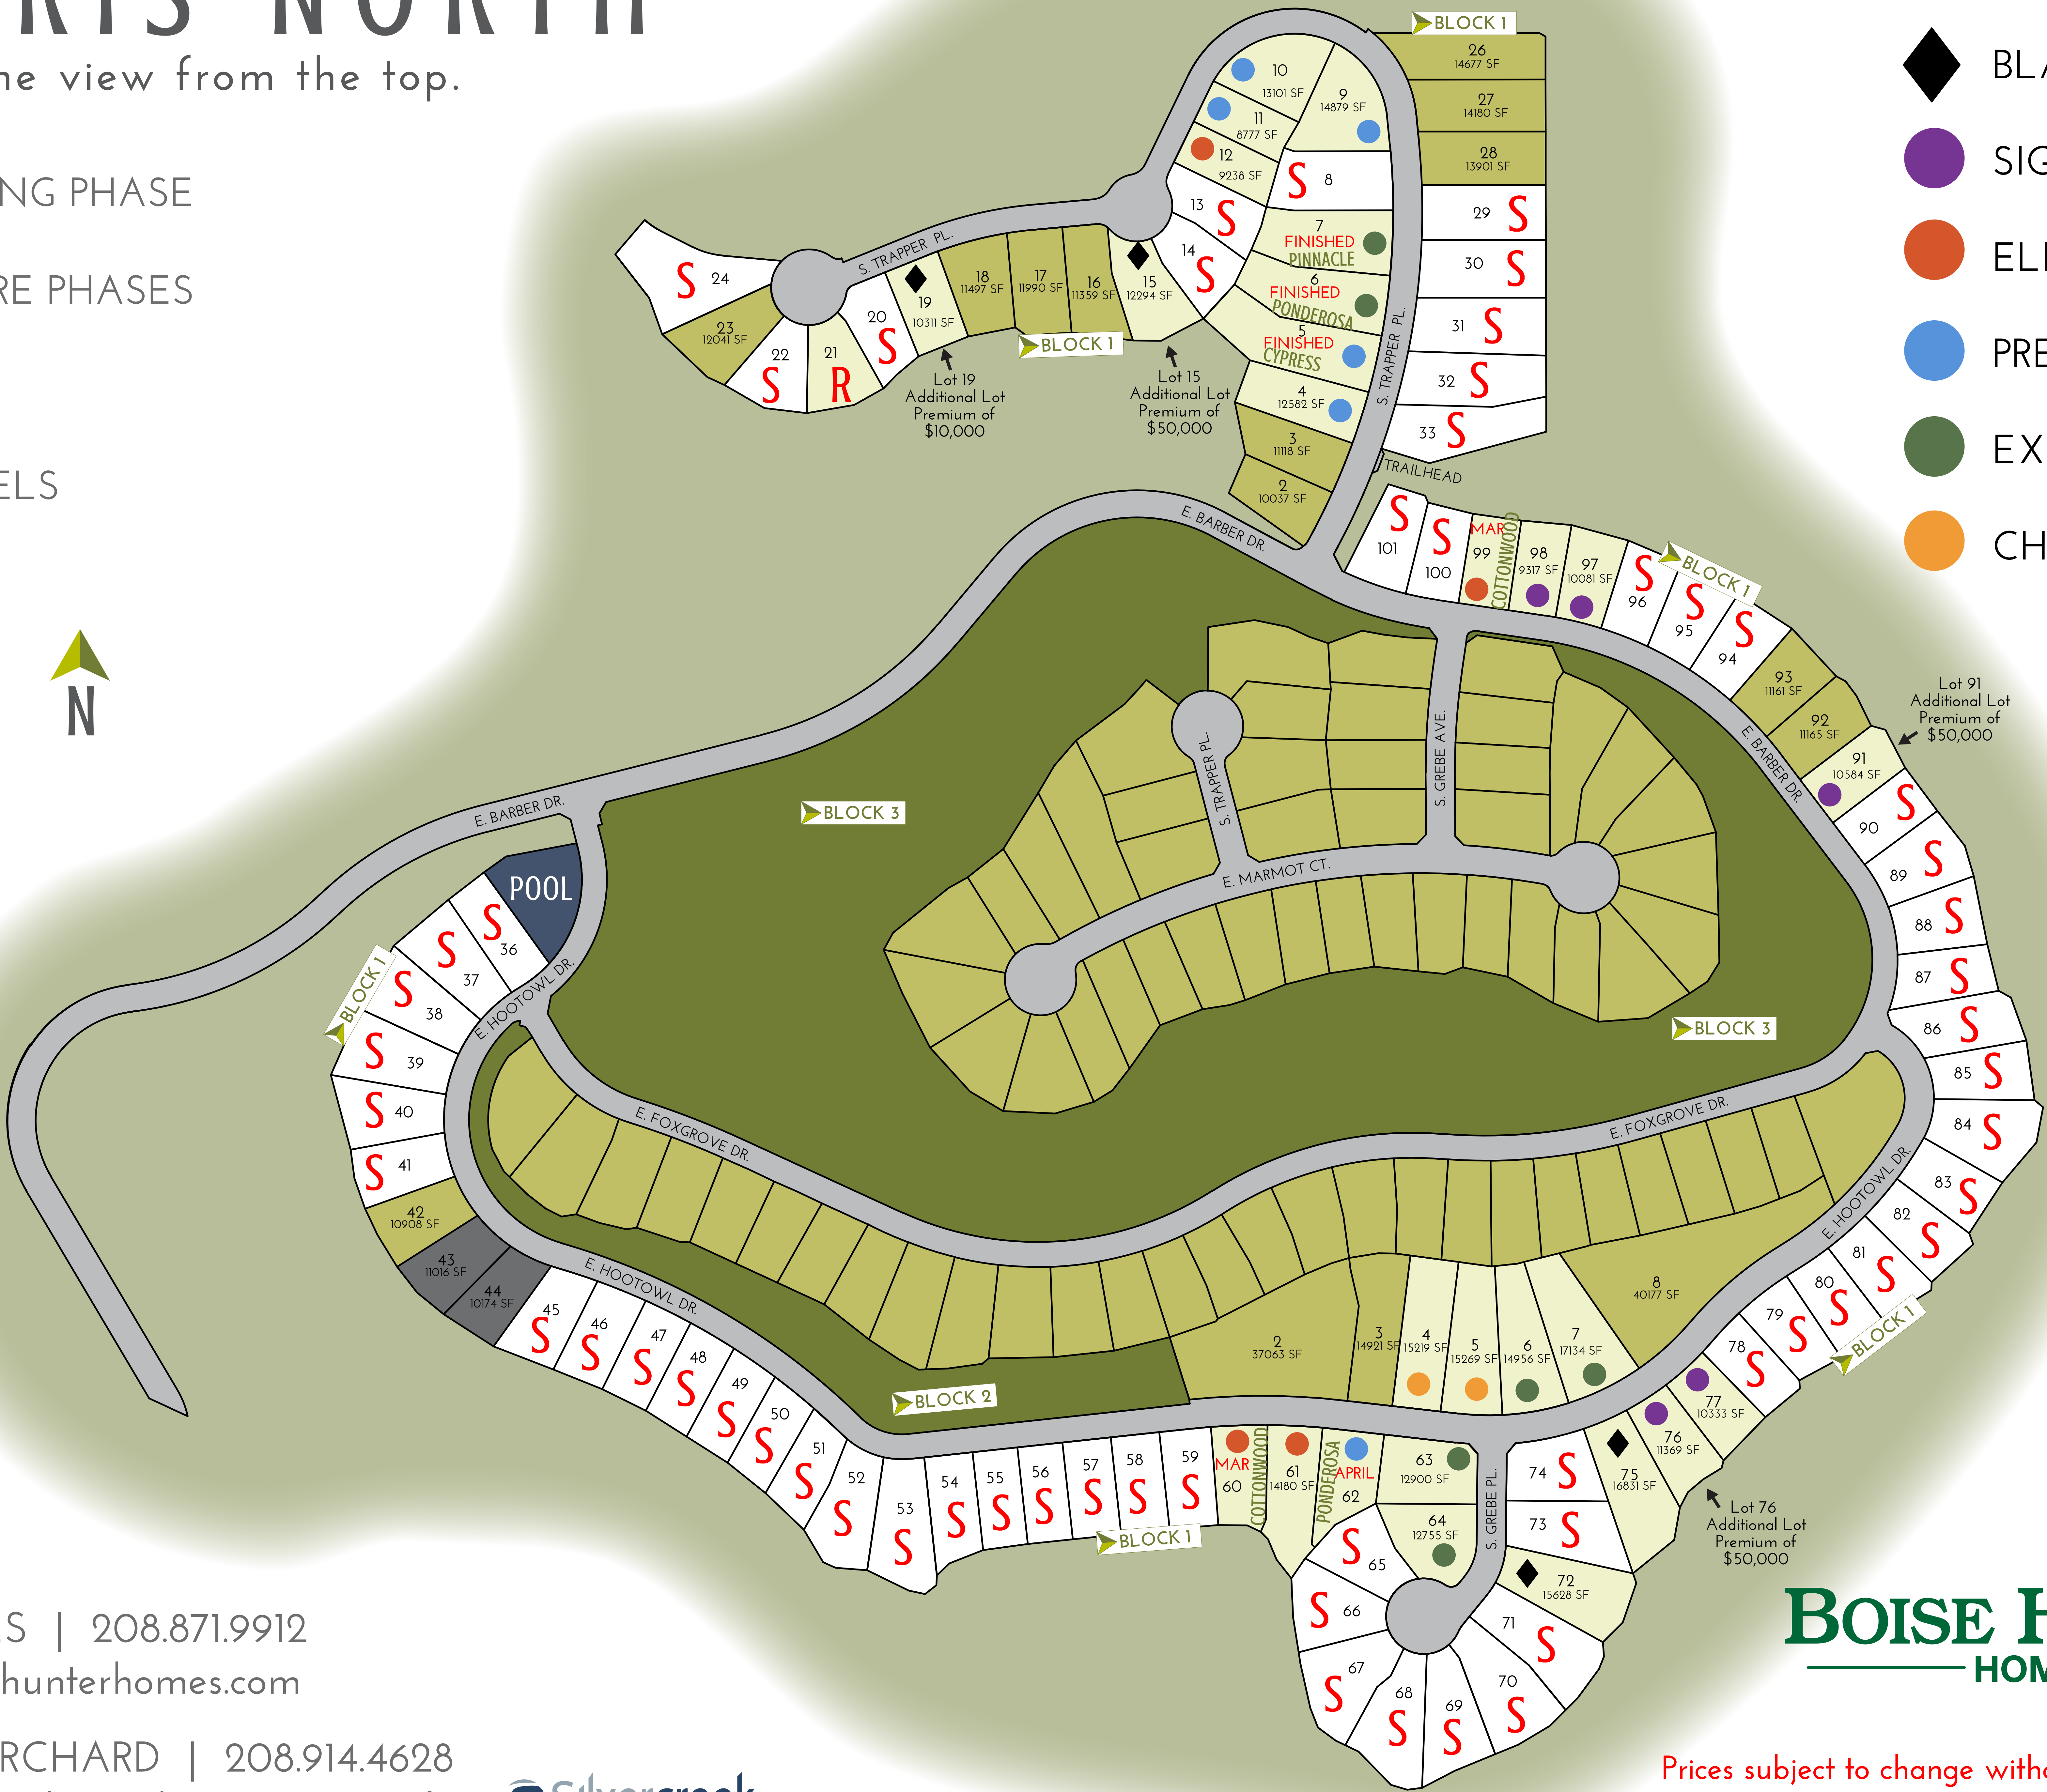 RTS NORTH
he view from the top.
NG PHASE
RE PHASES
ELS
N
BLOCK 1
26
14677 SF
27
14180 SF
28
13901 SF
29 S
30 S
31 S
32 S
33 S
TRAILHEAD
10
13101 SF
9
14879 SF
11
8777 SF
12
9238 SF
S 8
13 S
14 S
7
FINISHED
PINNACLE
6
FINISHED
PONDEROSA
5
FINISHED
CYPRESS
4
12582 SF
3
11118 SF
2
10037 SF
S. TRAPPER PL.
S. TRAPPER PL.
S 24
23
12041 SF
22
S
21
R
20
S
19
10311 SF
18
11497 SF
17
11990 SF
16
11359 SF
15
12294 SF
BLOCK 1
Lot 19
Additional Lot
Premium of
$10,000
Lot 15
Additional Lot
Premium of
$50,000
BLA
SIG
ELE
PRE
EX
CH
E. BARBER DR.
S
101
S
100
MAR
99
COTTONWOOD
98
9317 SF
97
10081 SF
S
96
S
95
S
94
BLOCK 1
93
11161 SF
92
11165 SF
91
10584 SF
Lot 91
Additional Lot
Premium of
$50,000
E. BARBER DR.
90 S
89 S
88 S
87 S
86 S
85 S
84 S
83 S
82 S
81 S
80 S
79 S
78 S
BLOCK 1
77
10333 SF
76
11369 SF
75
16831 SF
Lot 76
Additional Lot
Premium of
$50,000
S. TRAPPER PL.
S. GREBE AVE.
E. MARMOT CT.
BLOCK 3
BLOCK 3
E. BARBER DR.
POOL
S
36
S
37
S
38
S 39
S 40
S 41
BLOCK 1
E. HOOTOWL DR.
42
10908 SF
43
11016 SF
44
10174 SF
E. FOXGROVE DR.
E. FOXGROVE DR.
E. HOOTOWL DR.
E. HOOTOWL DR.
45
S
46
S
47
S
48
S
49
S
50
S
51
S
52
S
53
S
54
S
55
S
56
S
57
S
58
S
59
S
BLOCK 2
BLOCK 1
2
37063 SF
3
14921 SF
4
15219 SF
5
15269 SF
6
14956 SF
7
17134 SF
8
40177 SF
MAR
60
COTTONWOOD
61
14180 SF
PONDEROSA
APRIL
62
63
12900 SF
64
12755 SF
S. GREBE PL.
74 S
73 S
72
15628 SF
71
S
70
S
69
S
68
S
67
S
S 66
S 65
S | 208.871.9912
hunterhomes.com
RCHARD | 208.914.4628
Silvercreek
BOISE H
HOM
Prices subject to change witho